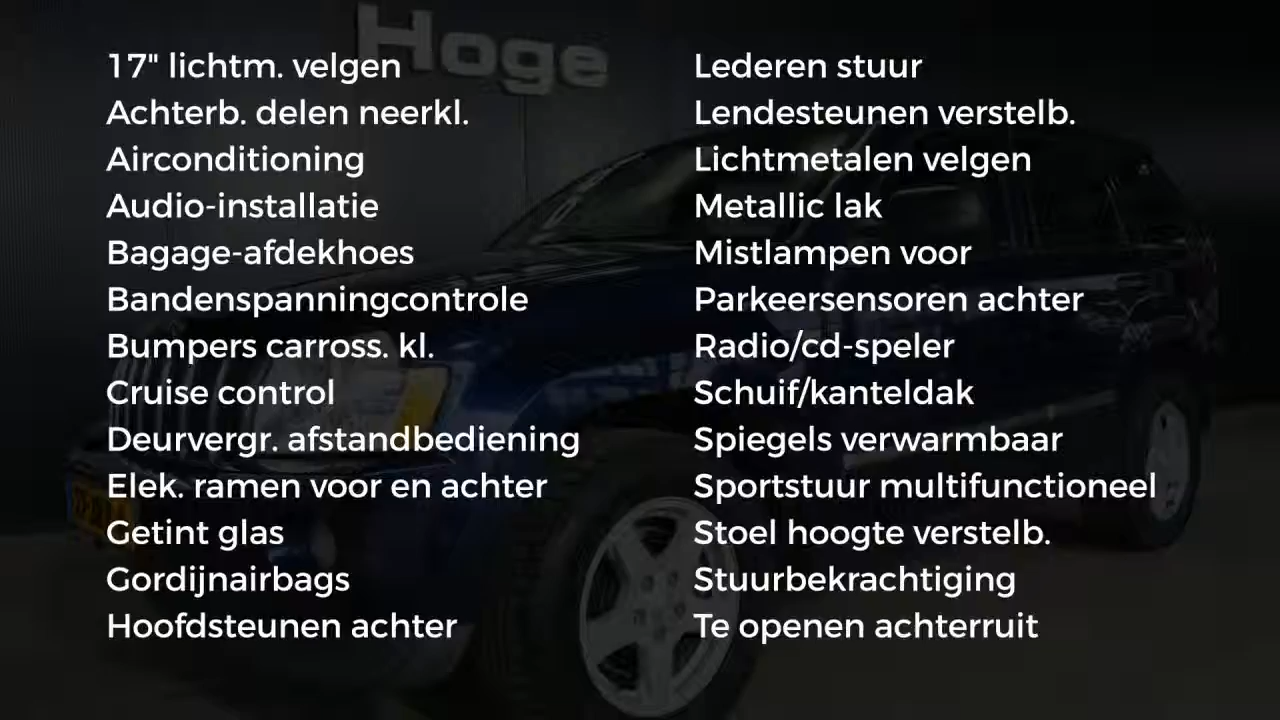 Hoge
17" lichtm. velgen
Achterb. delen neerkl.
Airconditioning
Audio-installatie
Bagage-afdekhoes
Bandenspanningcontrole
Bumpers carross. kl.
Cruise control
Deurvergr. afstandbediening
Elek. ramen voor en achter
Getint glas
Gordijnairbags
Hoofdsteunen achter
Lederen stuur
Lendesteunen verstelb.
Lichtmetalen velgen
Metallic lak
Mistlampen voor
Parkeersensoren achter
Radio/cd-speler
Schuif/kanteldak
Spiegels verwarmbaar
Sportstuur multifunctioneel
Stoel hoogte verstelb.
Stuurbekrachtiging
Te openen achterruit